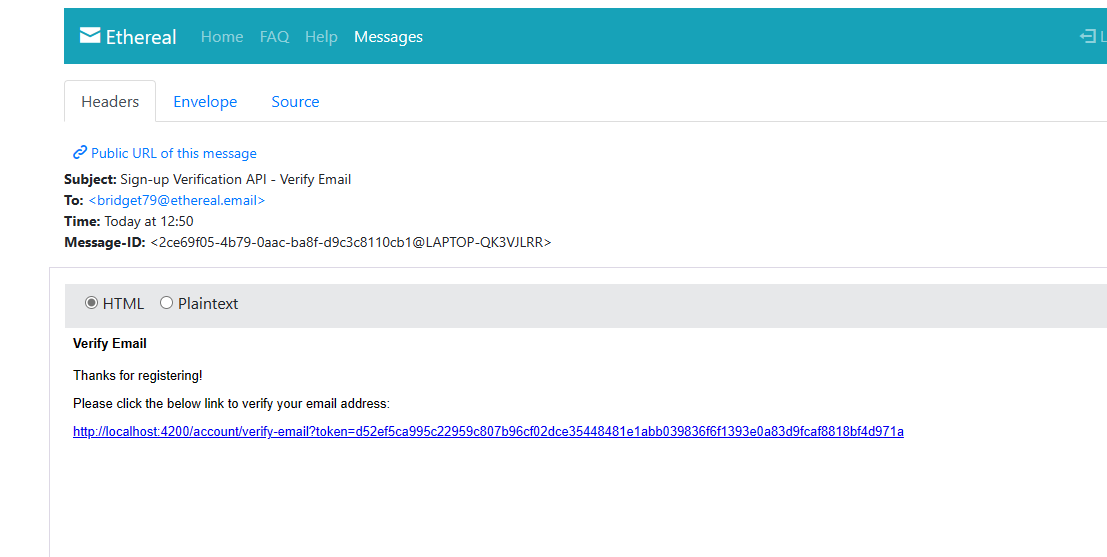 Ethereal Home FAQ Help Messages L
Headers Envelope Source
Public URL of this message
Subject: Sign-up Verification API - Verify Email
To: <bridget79@ethereal.email>
Time: Today at 12:50
Message-ID: <2ce69f05-4b79-0aac-ba8f-d9c3c8110cb1@LAPTOP-QK3VJLRR>
HTML Plaintext
Verify Email
Thanks for registering!
Please click the below link to verify your email address:
http://localhost:4200/account/verify-email?token=d52ef5ca995c22959c807b96cf02dce35448481e1abb039836f6f1393e0a83d9fcaf8818bf4d971a